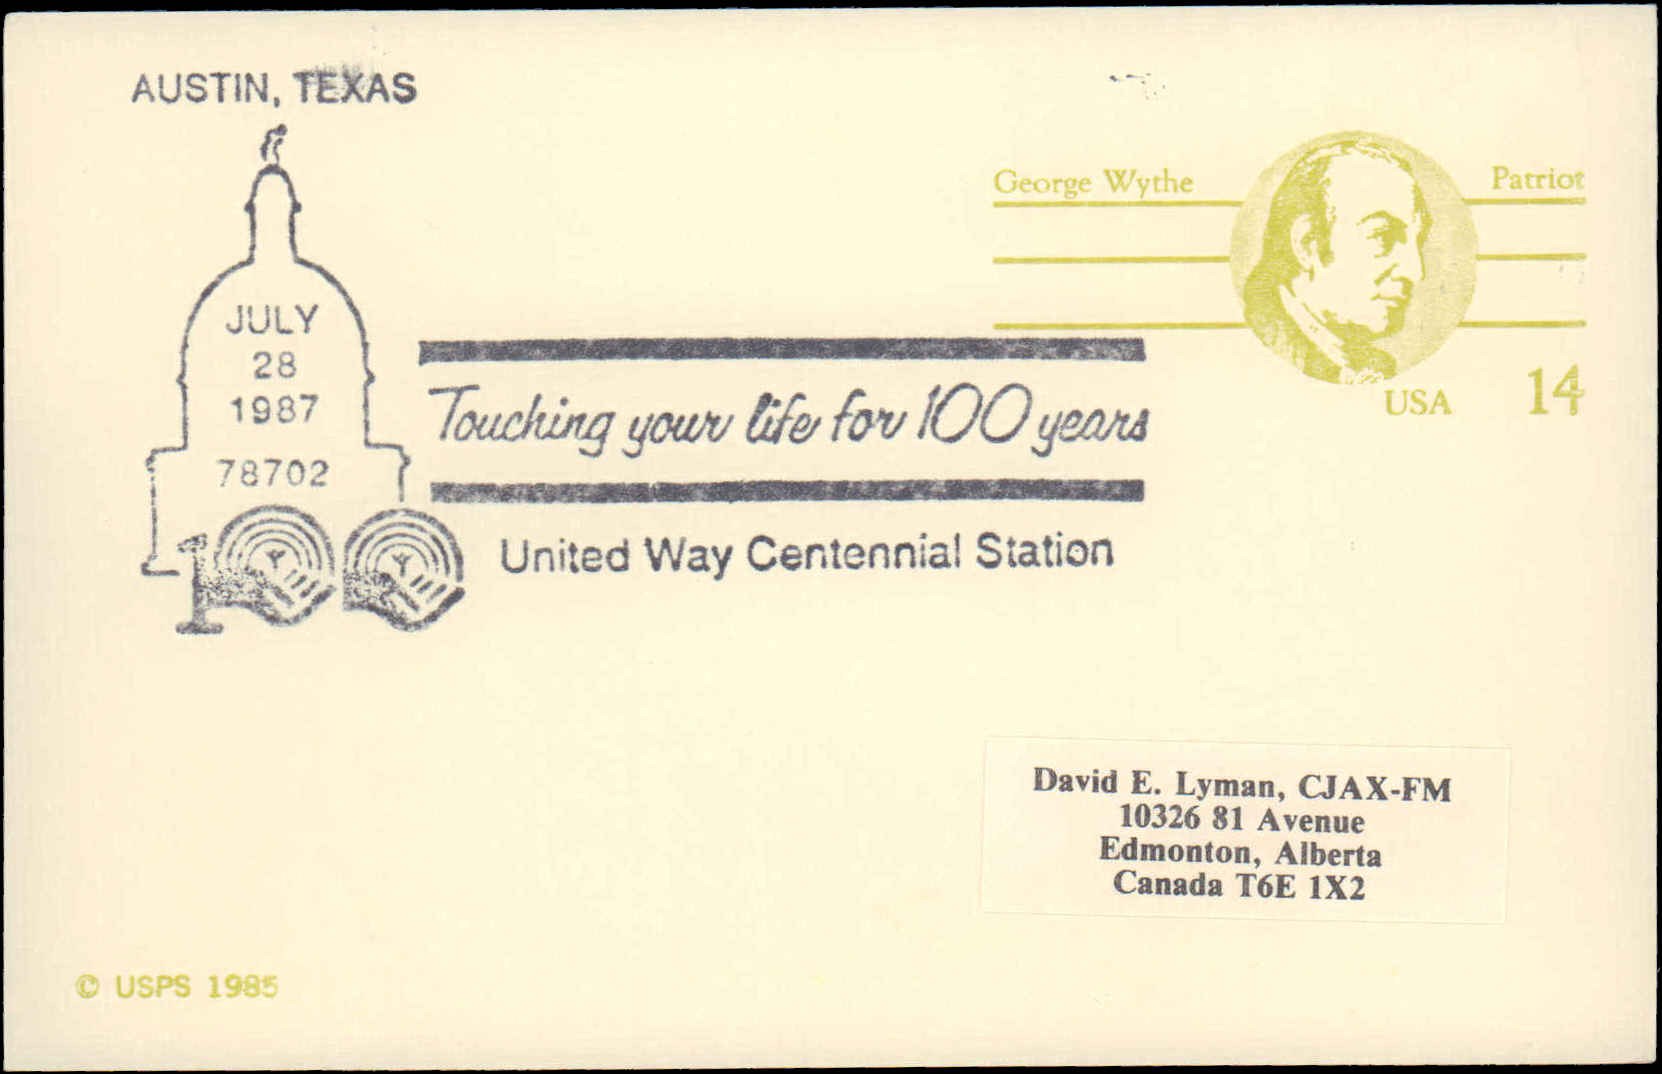 AUSTIN, TEXAS
George Wythe
Patriot
JULY
28
1987
78702
Touching your life for 100 years
USA 14
100
United Way Centennial Station
David E. Lyman, CJAX-FM
10326 81 Avenue
Edmonton, Alberta
Canada T6E 1X2
© USPS 1985